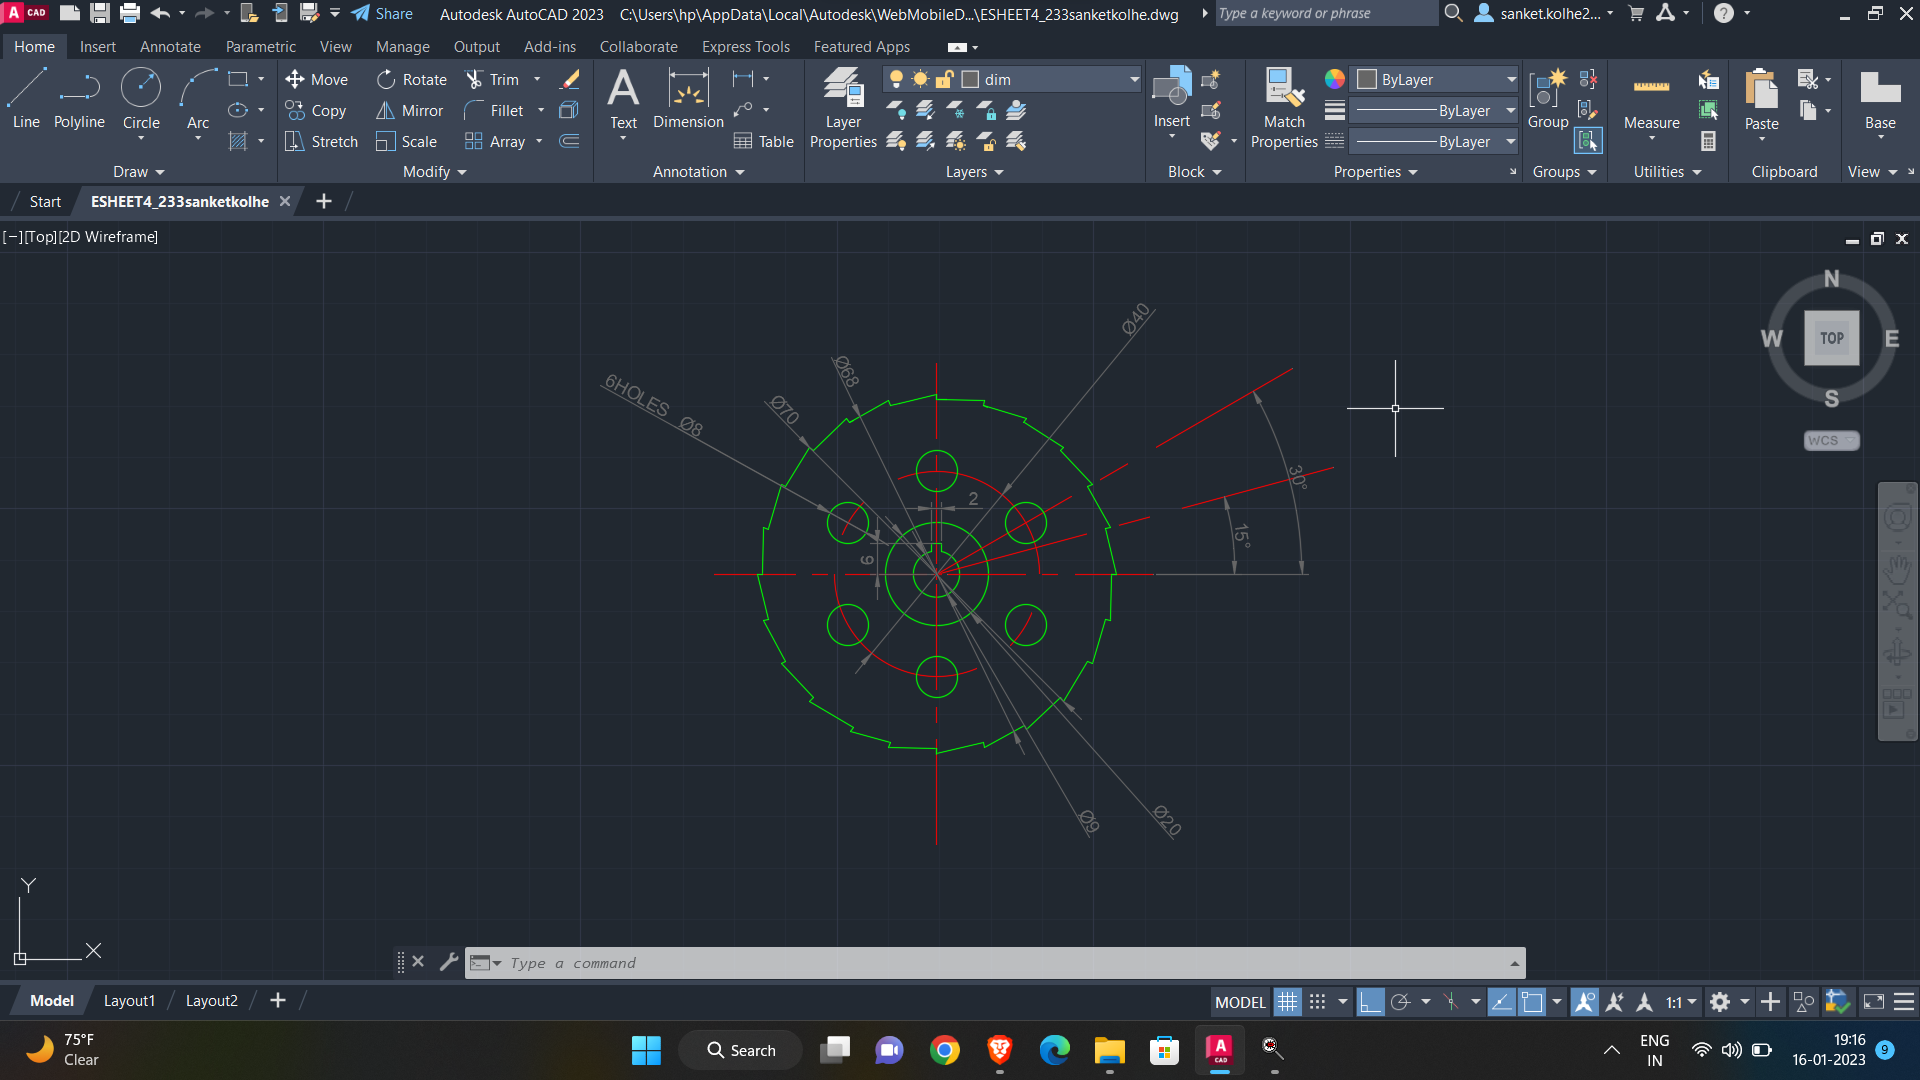 A CAD
Share
Autodesk AutoCAD 2023 C:\Users\hp\AppData\Local\Autodesk\WebMobileD...\ESHEET4_233sanketkolhe.dwg
Type a keyword or phrase
sanket.kolhe2...
Home Insert Annotate Parametric View Manage Output Add-ins Collaborate Express Tools Featured Apps
Line Polyline Circle Arc
Move Rotate Trim
Copy Mirror Fillet
Stretch Scale Array
Text Dimension
Table
Layer
Properties
dim
Insert
Match
Properties
ByLayer
ByLayer
ByLayer
Group
Measure
Paste
Base
Draw Modify Annotation Layers Block Properties Groups Utilities Clipboard View
Start ESHEET4_233sanketkolhe
[−][Top][2D Wireframe]
N
W TOP E
S
WCS
Ø40
Ø68
6HOLES Ø8
Ø70
2
30°
15°
6
Ø9
Ø20
Y
X
Type a command
Model Layout1 Layout2
MODEL
1:1
75°F
Clear
Search
A
CAD
ENG
IN
19:16
16-01-2023
9